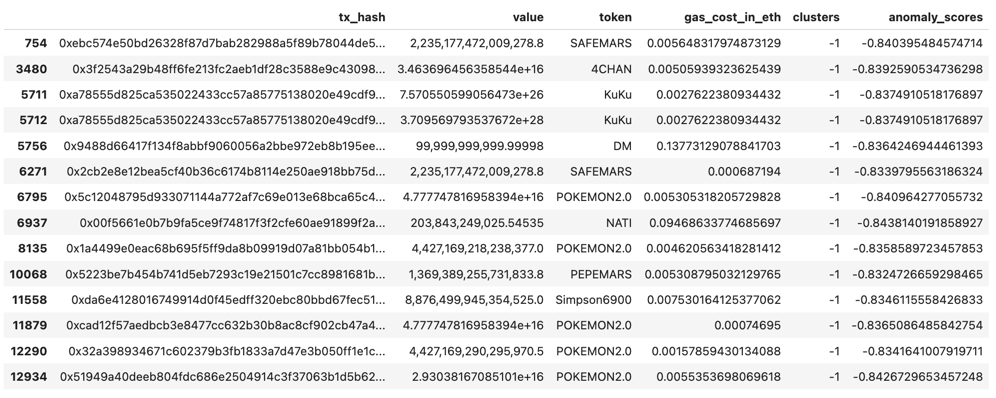 tx_hash value token gas_cost_in_eth clusters anomaly_scores
754 0xebc574e50bd26328f87d7bab282988a5f89b78044de5... 2,235,177,472,009,278.8 SAFEMARS 0.005648317974873129 -1 -0.840395484574714
3480 0x3f2543a29b48ff6fe213fc2aeb1df28c3588e9c43098... 3.463696456358544e+16 4CHAN 0.00505939323625439 -1 -0.8392590534736298
5711 0xa78555d825ca535022433cc57a85775138020e49cdf9... 7.570550599056473e+26 KuKu 0.0027622380934432 -1 -0.8374910518176897
5712 0xa78555d825ca535022433cc57a85775138020e49cdf9... 3.709569793537672e+28 KuKu 0.0027622380934432 -1 -0.8374910518176897
5756 0x9488d66417f134f8abbf9060056a2bbe972eb8b195ee... 99,999,999,999.99998 DM 0.13773129078841703 -1 -0.8364246944461393
6271 0x2cb2e8e12bea5cf40b36c6174b8114e250ae918bb75d... 2,235,177,472,009,278.8 SAFEMARS 0.000687194 -1 -0.8339795563186324
6795 0x5c12048795d933071144a772af7c69e013e68bca65c4... 4.777747816958394e+16 POKEMON2.0 0.005305318205729828 -1 -0.840964277055732
6937 0x00f5661e0b7b9fa5ce9f74817f3f2cfe60ae91899f2a... 203,843,249,025.54535 NATI 0.09468633774685697 -1 -0.8438140191858927
8135 0x1a4499e0eac68b695f5ff9da8b09919d07a81bb054b1... 4,427,169,218,238,377.0 POKEMON2.0 0.004620563418281412 -1 -0.8358589723457853
10068 0x5223be7b454b741d5eb7293c19e21501c7cc8981681b... 1,369,389,255,731,833.8 PEPEMARS 0.005308795032129765 -1 -0.8324726659298465
11558 0xda6e4128016749914d0f45edff320ebc80bbd67fec51... 8,876,499,945,354,525.0 Simpson6900 0.007530164125377062 -1 -0.8346115558426833
11879 0xcad12f57aedbcb3e8477cc632b30b8ac8cf902cb47a4... 4.777747816958394e+16 POKEMON2.0 0.00074695 -1 -0.8365086485842754
12290 0x32a398934671c602379b3fb1833a7d47e3b050ff1e1c... 4,427,169,290,295,970.5 POKEMON2.0 0.00157859430134088 -1 -0.8341641007919711
12934 0x51949a40deeb804fdc686e2504914c3f37063b1d5b62... 2.93038167085101e+16 POKEMON2.0 0.0055353698069618 -1 -0.8426729653457248